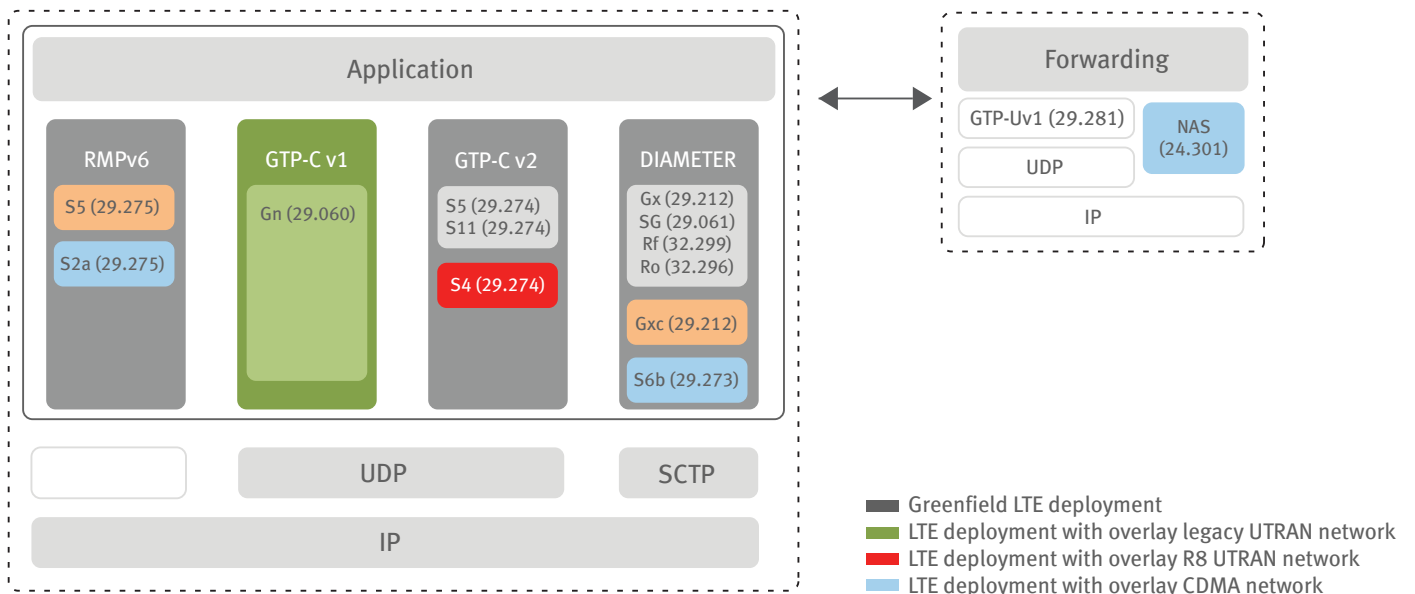 Application
RMPv6
S5 (29.275)
S2a (29.275)
GTP-C v1
Gn (29.060)
GTP-C v2
S5 (29.274)
S11 (29.274)
S4 (29.274)
DIAMETER
Gx (29.212)
SG (29.061)
Rf (32.299)
Ro (32.296)
Gxc (29.212)
S6b (29.273)
UDP
SCTP
IP
Forwarding
GTP-Uv1 (29.281)
NAS
(24.301)
UDP
IP
Greenfield LTE deployment
LTE deployment with overlay legacy UTRAN network
LTE deployment with overlay R8 UTRAN network
LTE deployment with overlay CDMA network